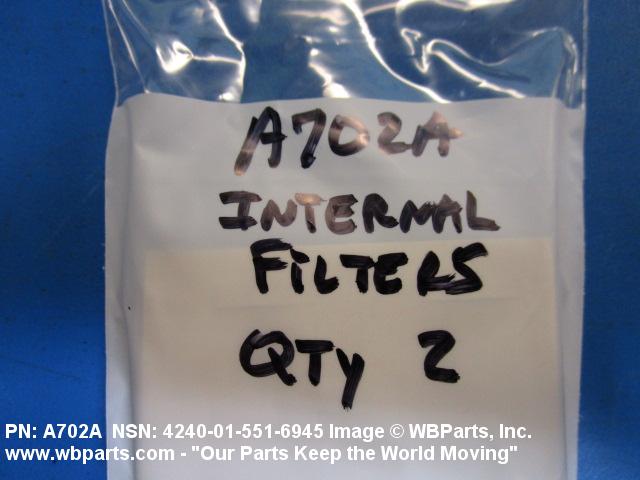 A702A
INTERNAL
FILTERS
QTY 2
PN: A702A NSN: 4240-01-551-6945 Image © WBParts, Inc.
www.wbparts.com - "Our Parts Keep the World Moving"